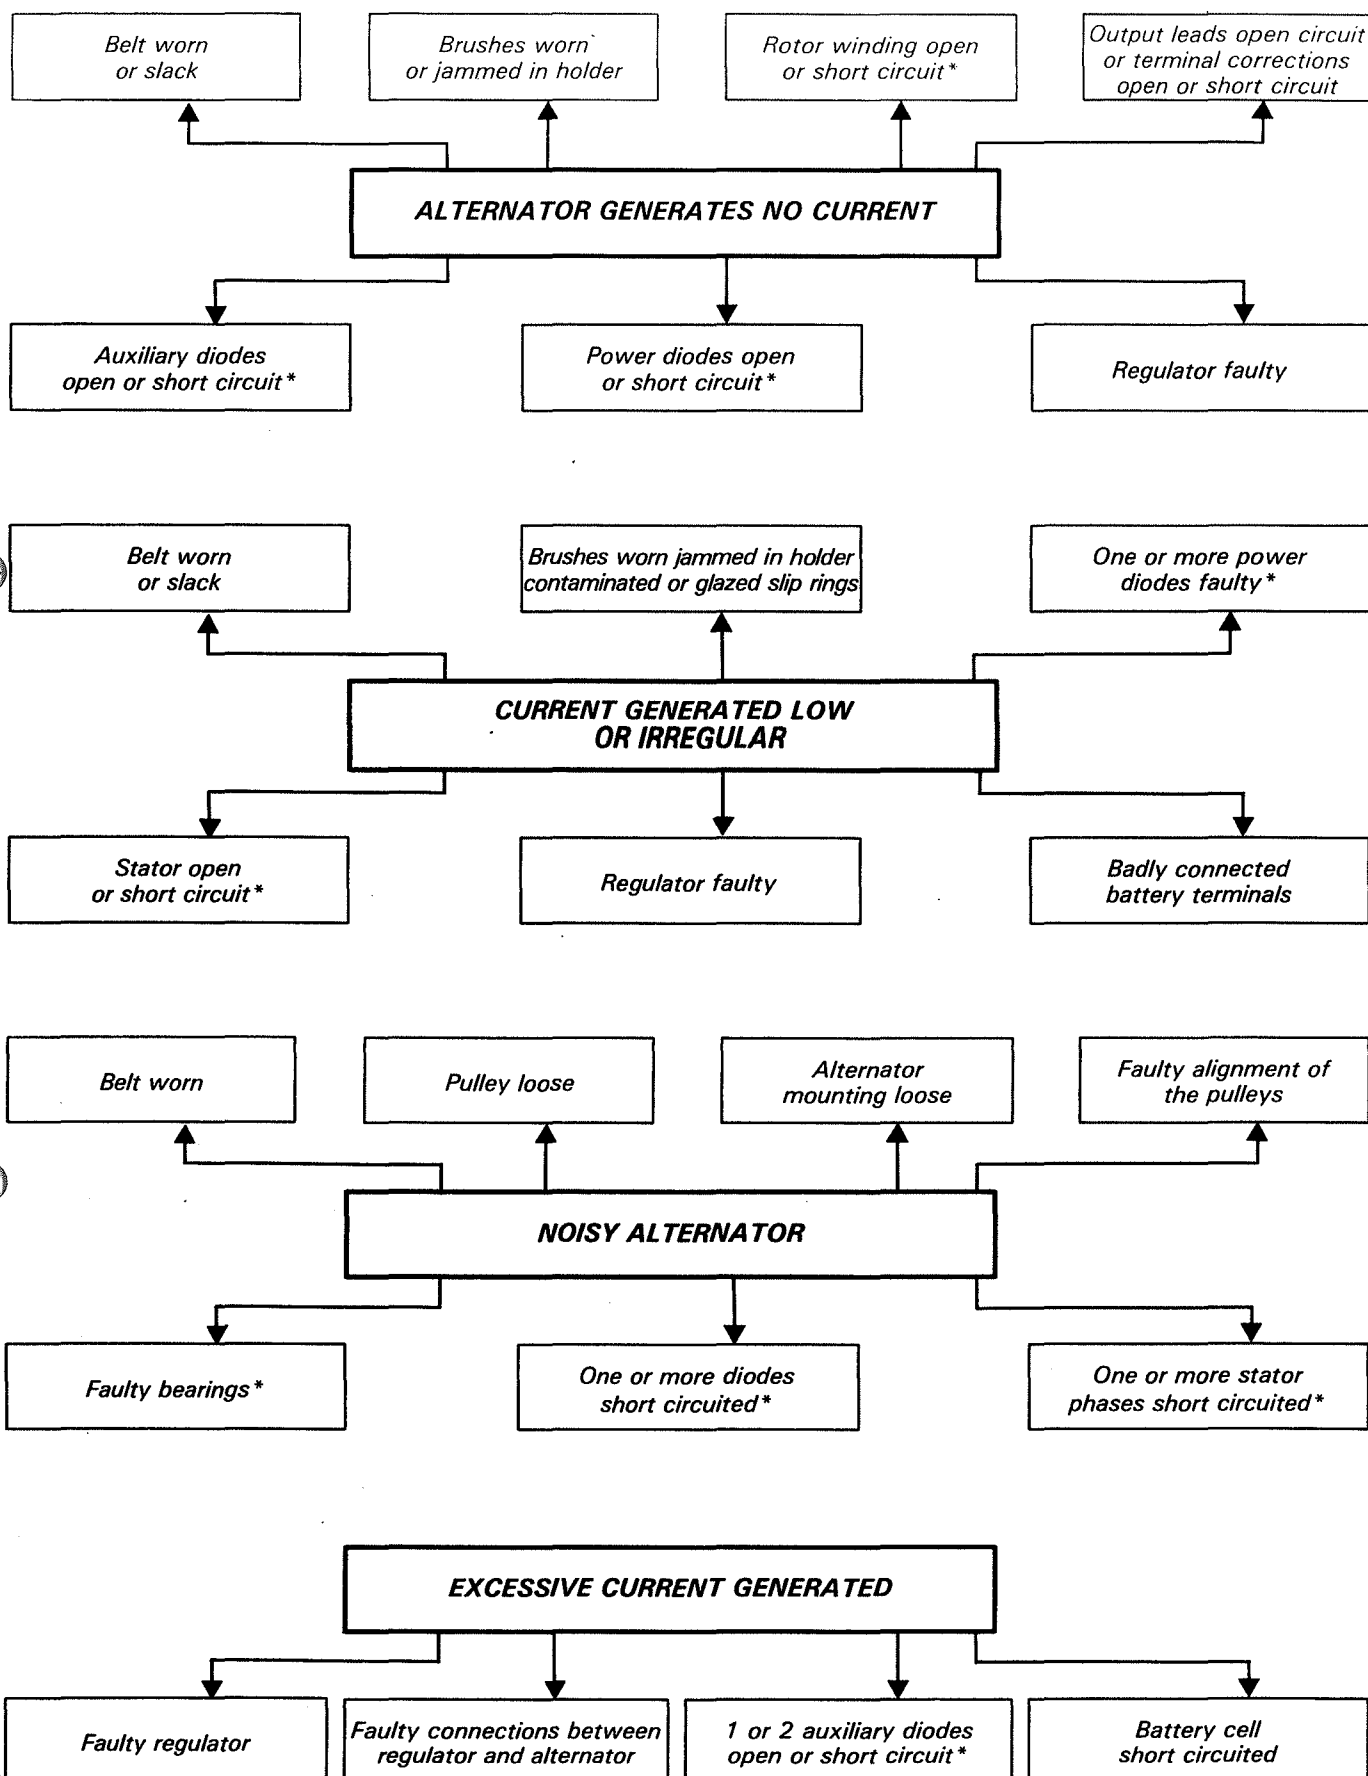 Belt worn
or slack
Brushes worn
or jammed in holder
Rotor winding open
or short circuit*
Output leads open circuit
or terminal corrections
open or short circuit
ALTERNATOR GENERATES NO CURRENT
Auxiliary diodes
open or short circuit*
Power diodes open
or short circuit*
Regulator faulty
Belt worn
or slack
Brushes worn jammed in holder
contaminated or glazed slip rings
One or more power
diodes faulty*
CURRENT GENERATED LOW
OR IRREGULAR
Stator open
or short circuit*
Regulator faulty
Badly connected
battery terminals
Belt worn
Pulley loose
Alternator
mounting loose
Faulty alignment of
the pulleys
NOISY ALTERNATOR
Faulty bearings*
One or more diodes
short circuited*
One or more stator
phases short circuited*
EXCESSIVE CURRENT GENERATED
Faulty regulator
Faulty connections between
regulator and alternator
1 or 2 auxiliary diodes
open or short circuit*
Battery cell
short circuited